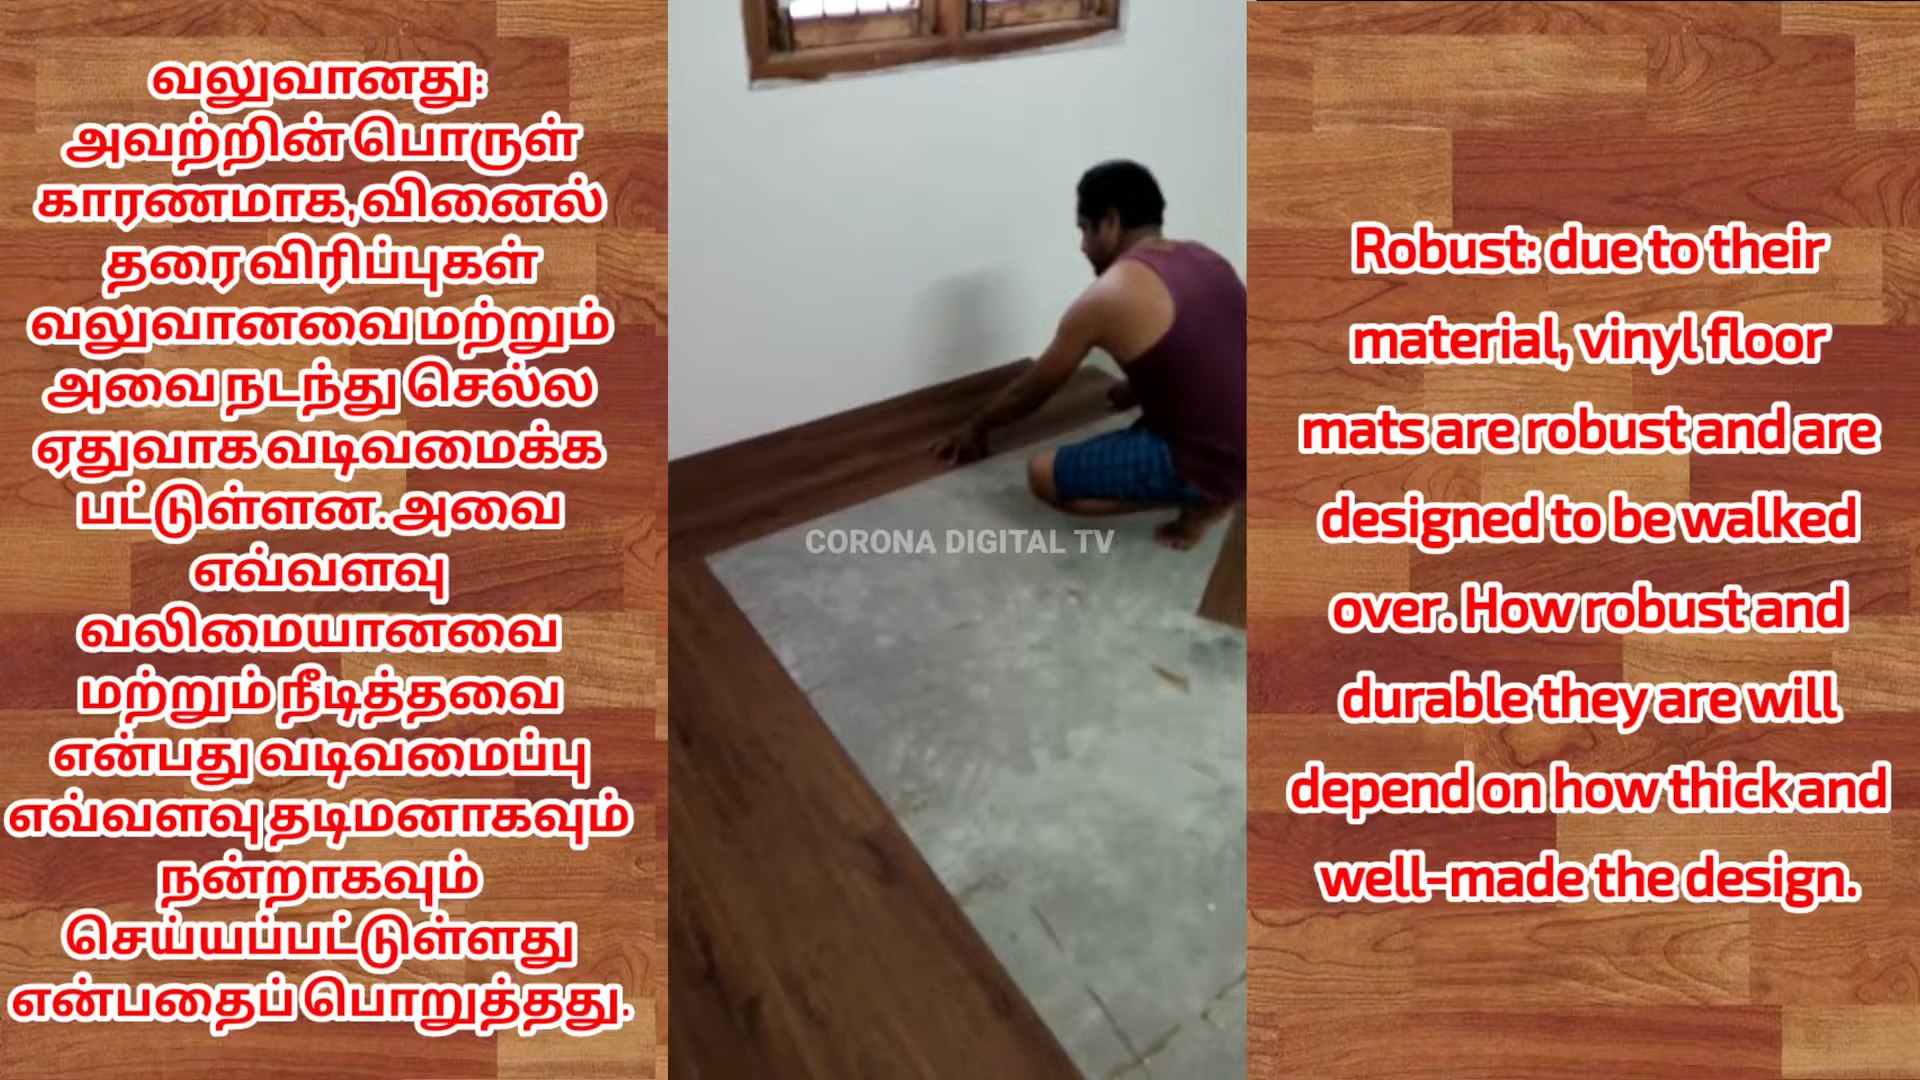 வலுவானது:
அவற்றின் பொருள்
காரணமாக, வினைல்
தரை விரிப்புகள்
வலுவானவை மற்றும்
அவை நடந்து செல்ல
ஏதுவாக வடிவமைக்க
பட்டுள்ளன. அவை
எவ்வளவு
வலிமையானவை
மற்றும் நீடித்தவை
என்பது வடிவமைப்பு
எவ்வளவு தடிமனாகவும்
நன்றாகவும்
செய்யப்பட்டுள்ளது
என்பதைப் பொறுத்தது.
CORONA DIGITAL TV
Robust: due to their
material, vinyl floor
mats are robust and are
designed to be walked
over. How robust and
durable they are will
depend on how thick and
well-made the design.